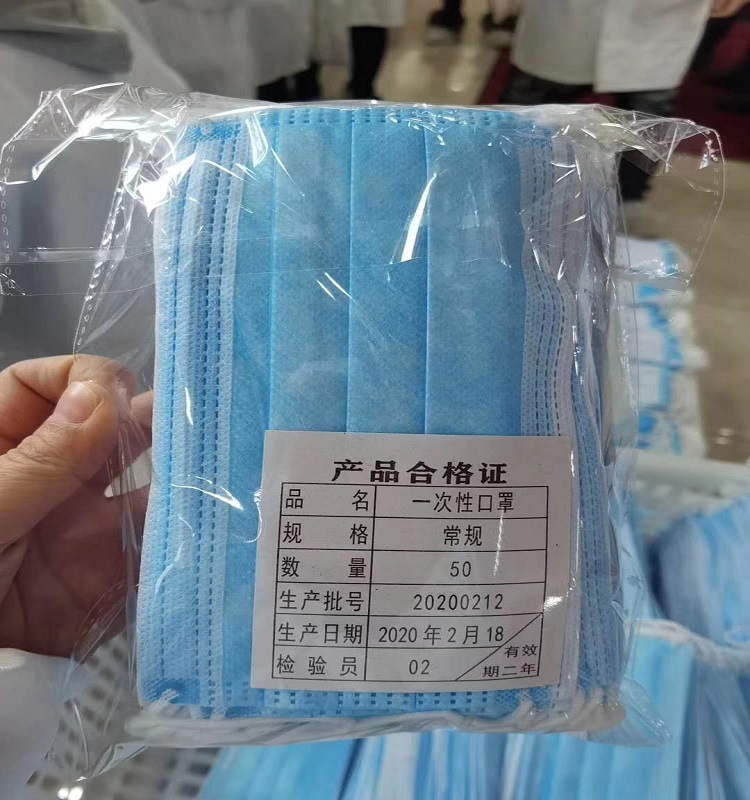 产品合格证
品 名 一次性口罩
规 格 常规
数 量 50
生产批号 20200212
生产日期 2020年2月18
检验员 02 有效
期二年